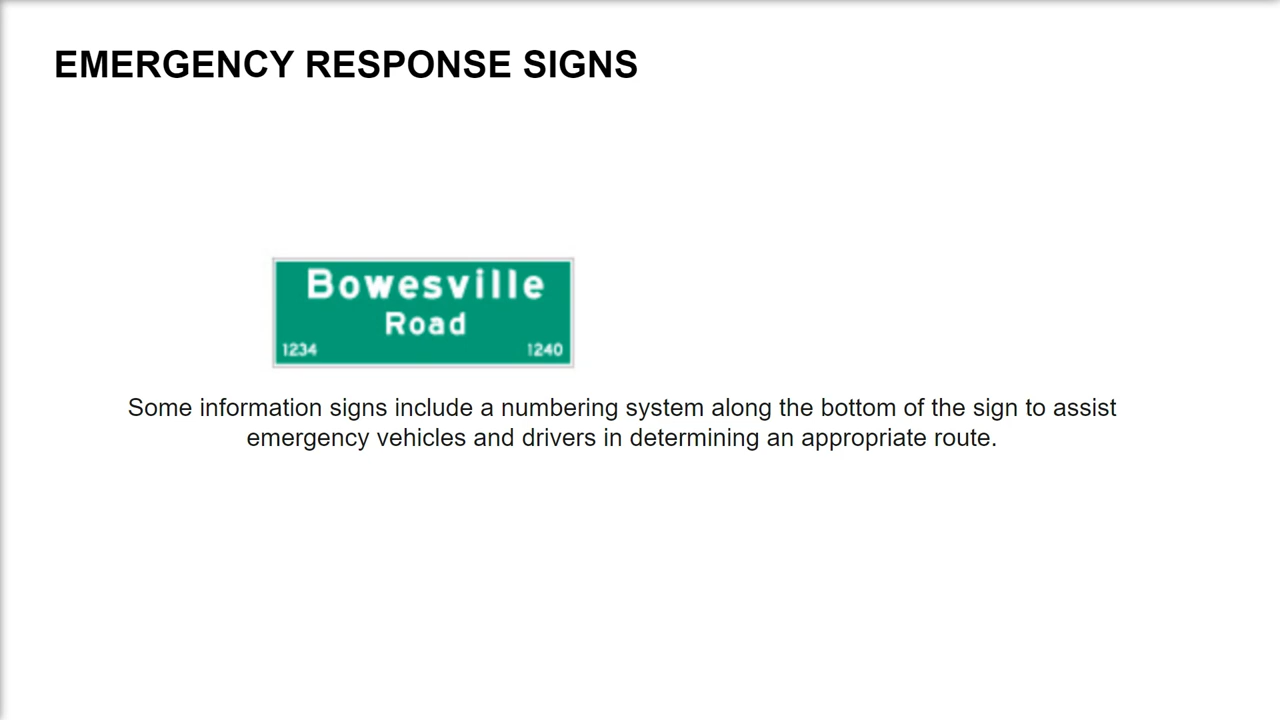 EMERGENCY RESPONSE SIGNS
Bowesville
Road
1234 1240
Some information signs include a numbering system along the bottom of the sign to assist
emergency vehicles and drivers in determining an appropriate route.